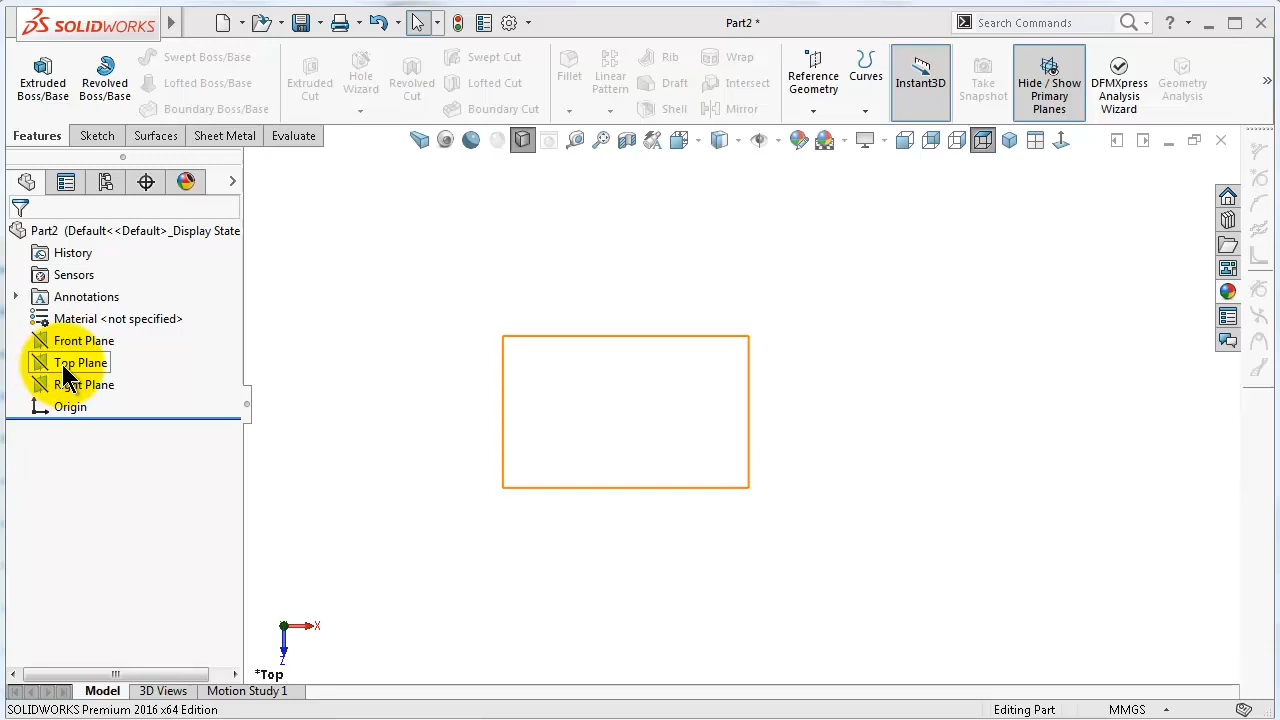 SOLIDWORKS
Part2 *
Search Commands
?
Extruded Boss/Base
Revolved Boss/Base
Swept Boss/Base
Lofted Boss/Base
Boundary Boss/Base
Extruded Cut
Hole Wizard
Revolved Cut
Swept Cut
Lofted Cut
Boundary Cut
Fillet
Linear Pattern
Rib
Draft
Shell
Wrap
Intersect
Mirror
Reference Geometry
Curves
Instant3D
Take Snapshot
Hide / Show Primary Planes
DFMXpress Analysis Wizard
Geometry Analysis
Features
Sketch
Surfaces
Sheet Metal
Evaluate
Part2 (Default<<Default>_Display State
History
Sensors
Annotations
Material <not specified>
Front Plane
Top Plane
Right Plane
Origin
X
Z
*Top
Model
3D Views
Motion Study 1
SOLIDWORKS Premium 2016 x64 Edition
Editing Part
MMGS